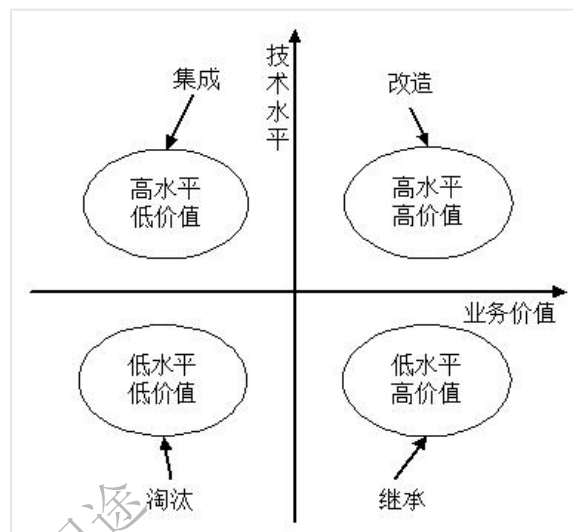 技术水平
集成
改造
高水平
低价值
高水平
高价值
业务价值
低水平
低价值
低水平
高价值
淘汰
继承
途